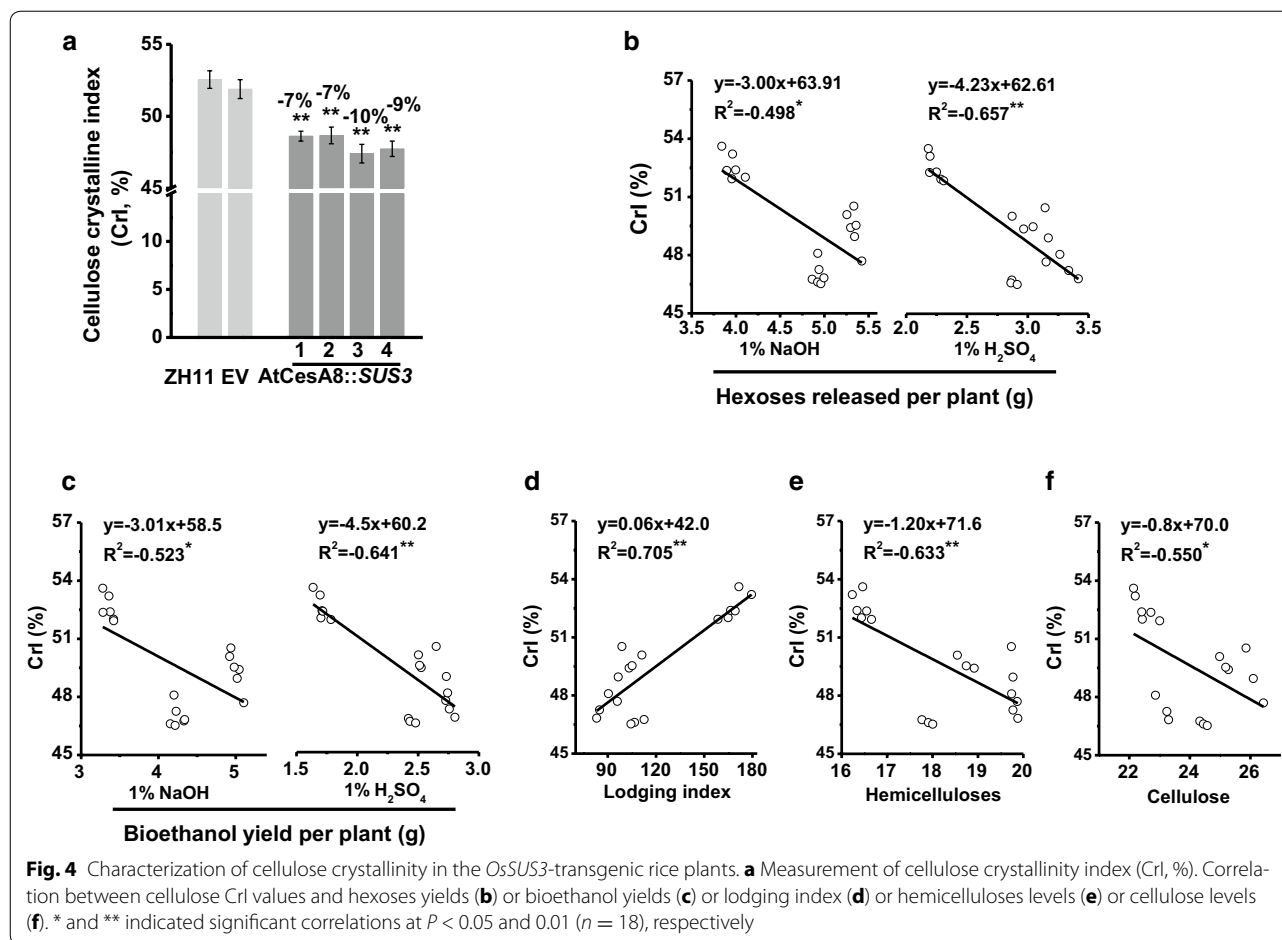 a
Cellulose crystalline index
(CrI, %)
55
50
45
10
5
0
-7%
**
-7%
**
-10%
**
-9%
**
1 2 3 4
ZH11 EV AtCesA8::SUS3
b
CrI (%)
57
54
51
48
45
y=-3.00x+63.91
R²=-0.498*
3.5 4.0 5.0 5.5
1% NaOH
y=-4.23x+62.61
R²=-0.657**
2.0 2.5 3.0 3.5
1% H₂SO₄
Hexoses released per plant (g)
c
CrI (%)
57
54
51
48
45
y=-3.01x+58.5
R²=-0.523*
3 4 5
1% NaOH
y=-4.5x+60.2
R²=-0.641**
1.5 2.0 2.5 3.0
1% H₂SO₄
Bioethanol yield per plant (g)
d
CrI (%)
57
54
51
48
45
y=0.06x+42.0
R²=0.705**
90 120 150 180
Lodging index
e
CrI (%)
57
54
51
48
45
y=-1.20x+71.6
R²=-0.633**
16 17 18 19 20
Hemicelluloses
f
CrI (%)
57
54
51
48
45
y=-0.8x+70.0
R²=-0.550*
22 24 26
Cellulose
Fig. 4 Characterization of cellulose crystallinity in the OsSUS3-transgenic rice plants. a Measurement of cellulose crystallinity index (CrI, %). Correla-
tion between cellulose CrI values and hexoses yields (b) or bioethanol yields (c) or lodging index (d) or hemicelluloses levels (e) or cellulose levels
(f). * and ** indicated significant correlations at P < 0.05 and 0.01 (n = 18), respectively